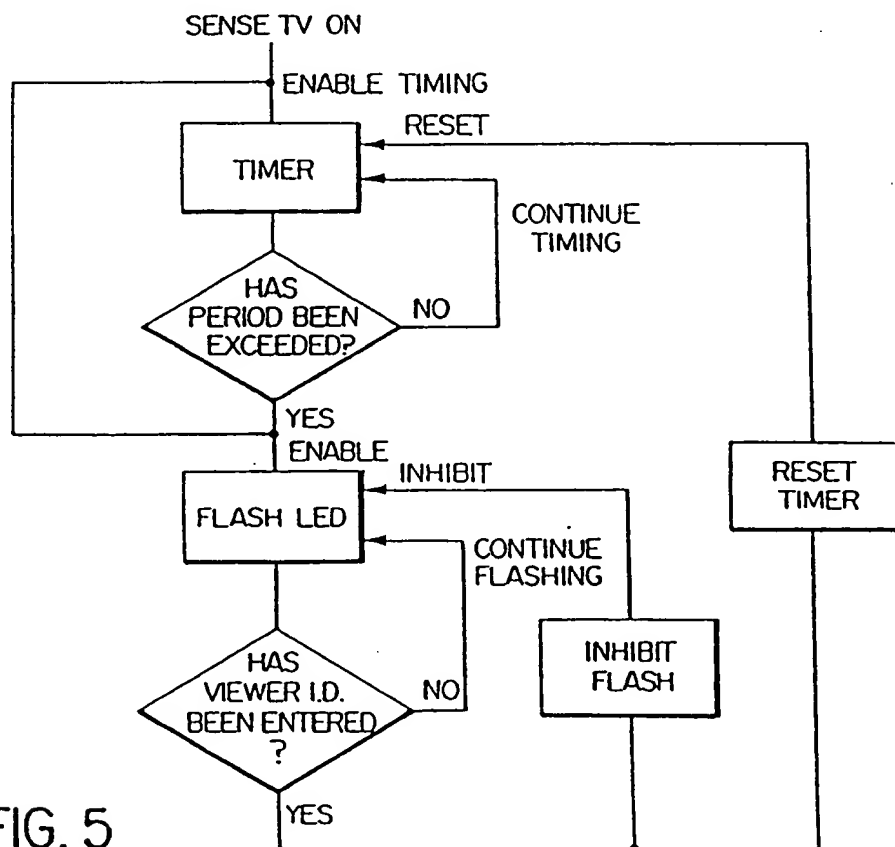 SENSE TV ON
ENABLE TIMING
RESET
TIMER
CONTINUE
TIMING
HAS
PERIOD BEEN
EXCEEDED?
NO
YES
ENABLE
INHIBIT
FLASH LED
RESET
TIMER
CONTINUE
FLASHING
HAS
VIEWER I.D.
BEEN ENTERED
?
NO
INHIBIT
FLASH
YES
FIG. 5